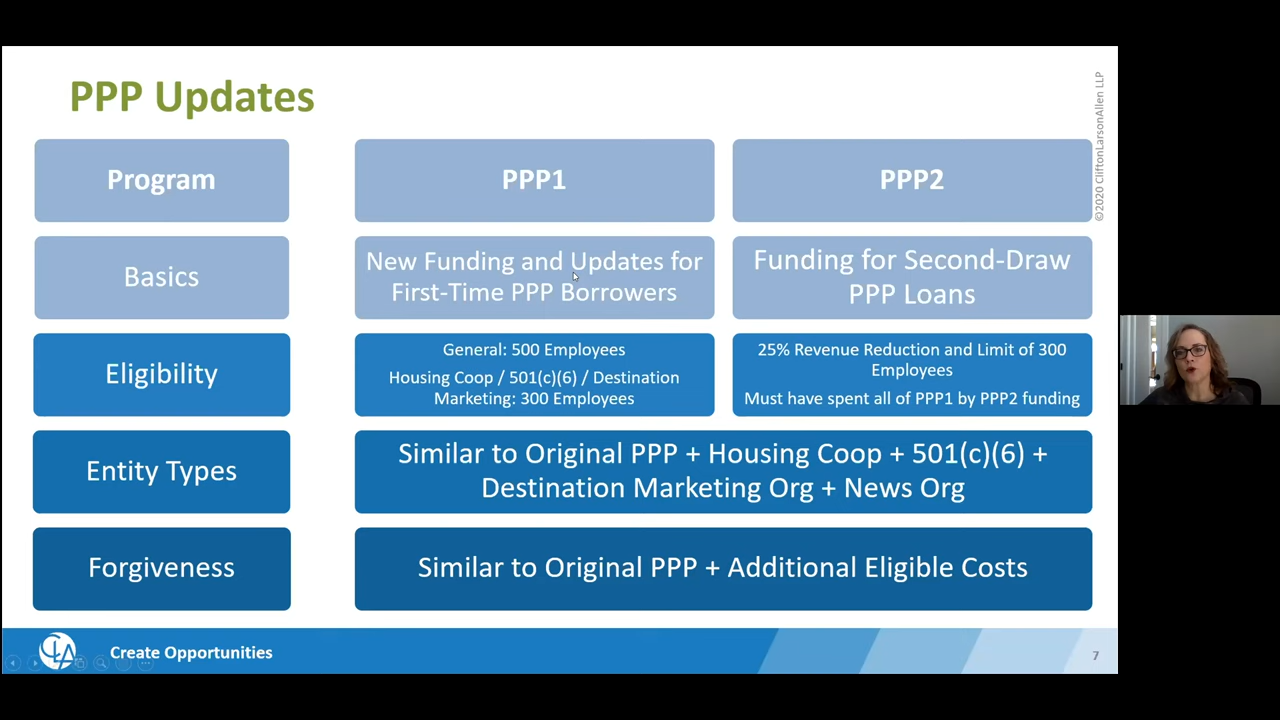 PPP Updates
©2020 CliftonLarsonAllen LLP
Program
PPP1
PPP2
Basics
New Funding and Updates for
First-Time PPP Borrowers
Funding for Second-Draw
PPP Loans
Eligibility
General: 500 Employees
Housing Coop / 501(c)(6) / Destination
Marketing: 300 Employees
25% Revenue Reduction and Limit of 300
Employees
Must have spent all of PPP1 by PPP2 funding
Entity Types
Similar to Original PPP + Housing Coop + 501(c)(6) +
Destination Marketing Org + News Org
Forgiveness
Similar to Original PPP + Additional Eligible Costs
CLA
Create Opportunities
7